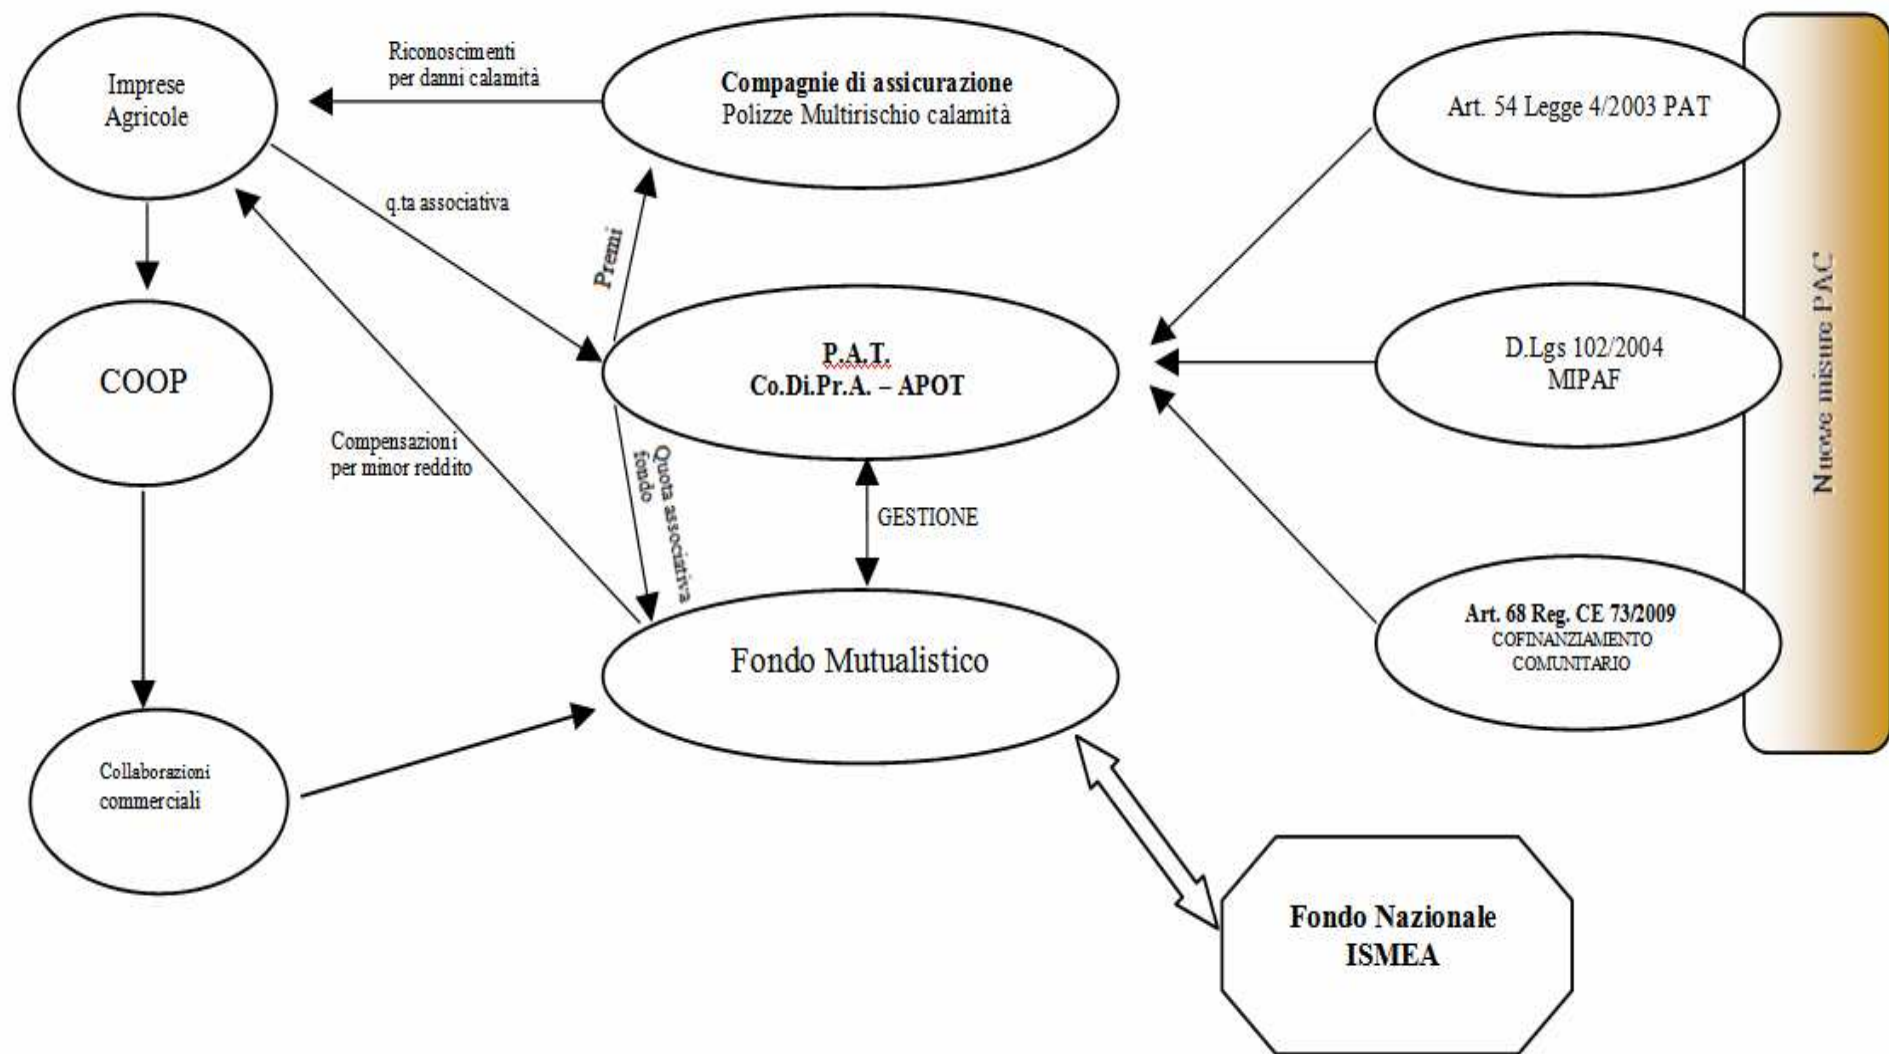 Imprese
Agricole
Riconoscimenti
per danni calamità
Compagnie di assicurazione
Polizze Multirischio calamità
Art. 54 Legge 4/2003 PAT
q.ta associativa
Premi
COOP
P.A.T.
Co.Di.Pr.A. – APOT
D.Lgs 102/2004
MIPAF
Nuove misure PAC
Compensazioni
per minor reddito
Quota associativa
fondo
GESTIONE
Fondo Mutualistico
Art. 68 Reg. CE 73/2009
COFINANZIAMENTO
COMUNITARIO
Collaborazioni
commerciali
Fondo Nazionale
ISMEA